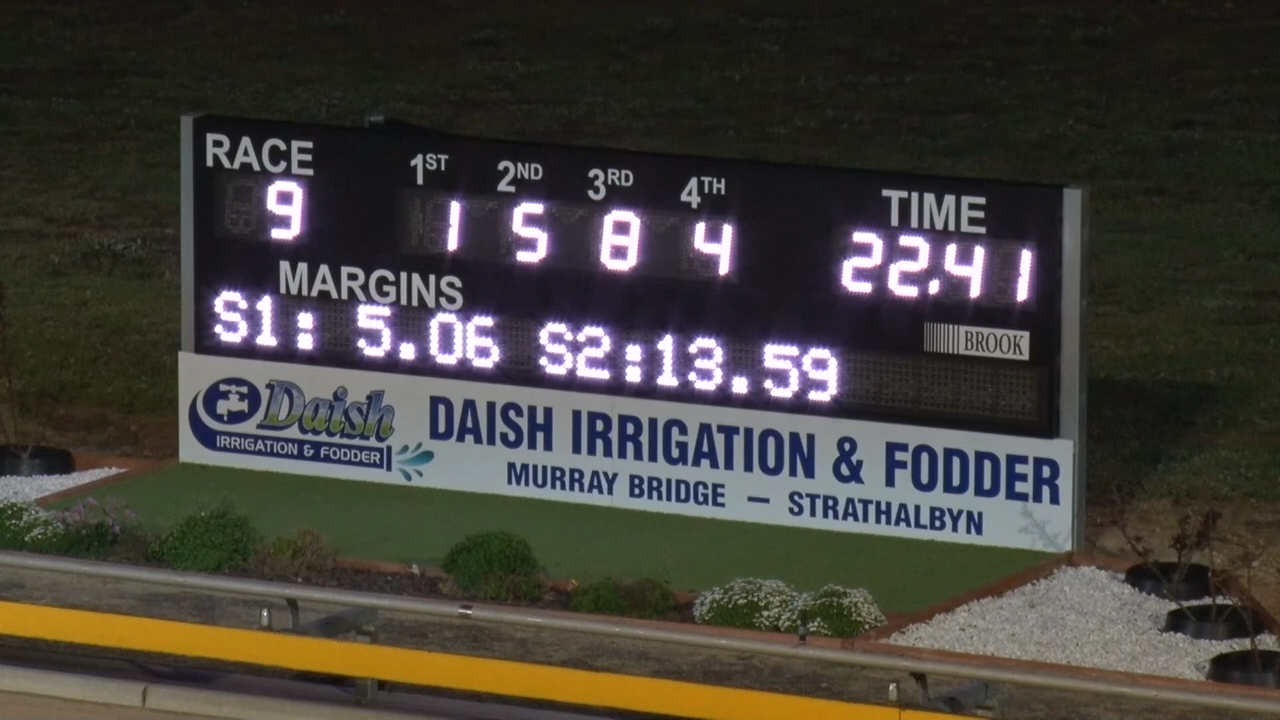 RACE 1ST 2ND 3RD 4TH TIME
9 1 5 8 4 22.41
MARGINS
S1: 5.06 S2:13.59
BROOK
Daish
IRRIGATION & FODDER
DAISH IRRIGATION & FODDER
MURRAY BRIDGE – STRATHALBYN